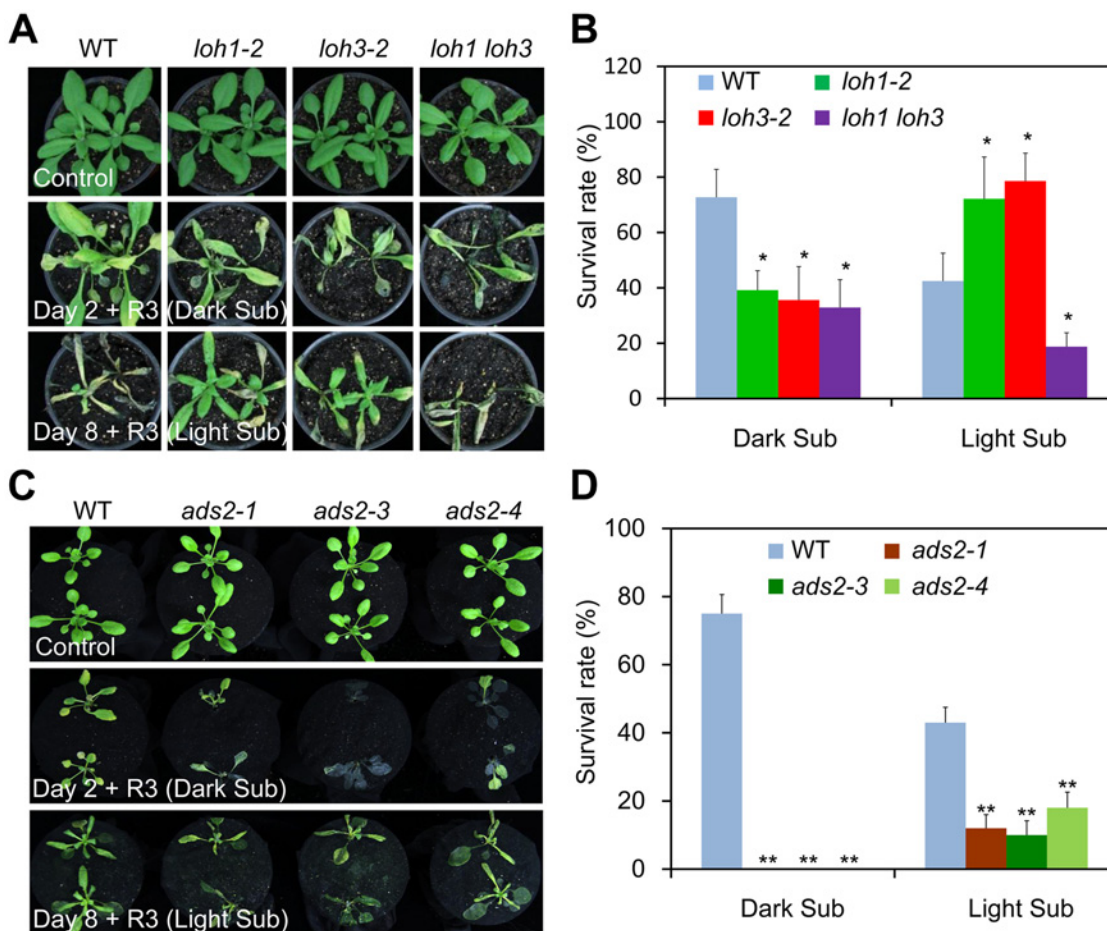 A
WT loh1-2 loh3-2 loh1 loh3
Control
Day 2 + R3 (Dark Sub)
Day 8 + R3 (Light Sub)
B
120
100
80
60
40
20
0
Survival rate (%)
WT loh1-2
loh3-2 loh1 loh3
* * *
* * *
Dark Sub Light Sub
C
WT ads2-1 ads2-3 ads2-4
Control
Day 2 + R3 (Dark Sub)
Day 8 + R3 (Light Sub)
D
100
80
60
40
20
0
Survival rate (%)
WT ads2-1
ads2-3 ads2-4
** ** **
** ** **
Dark Sub Light Sub